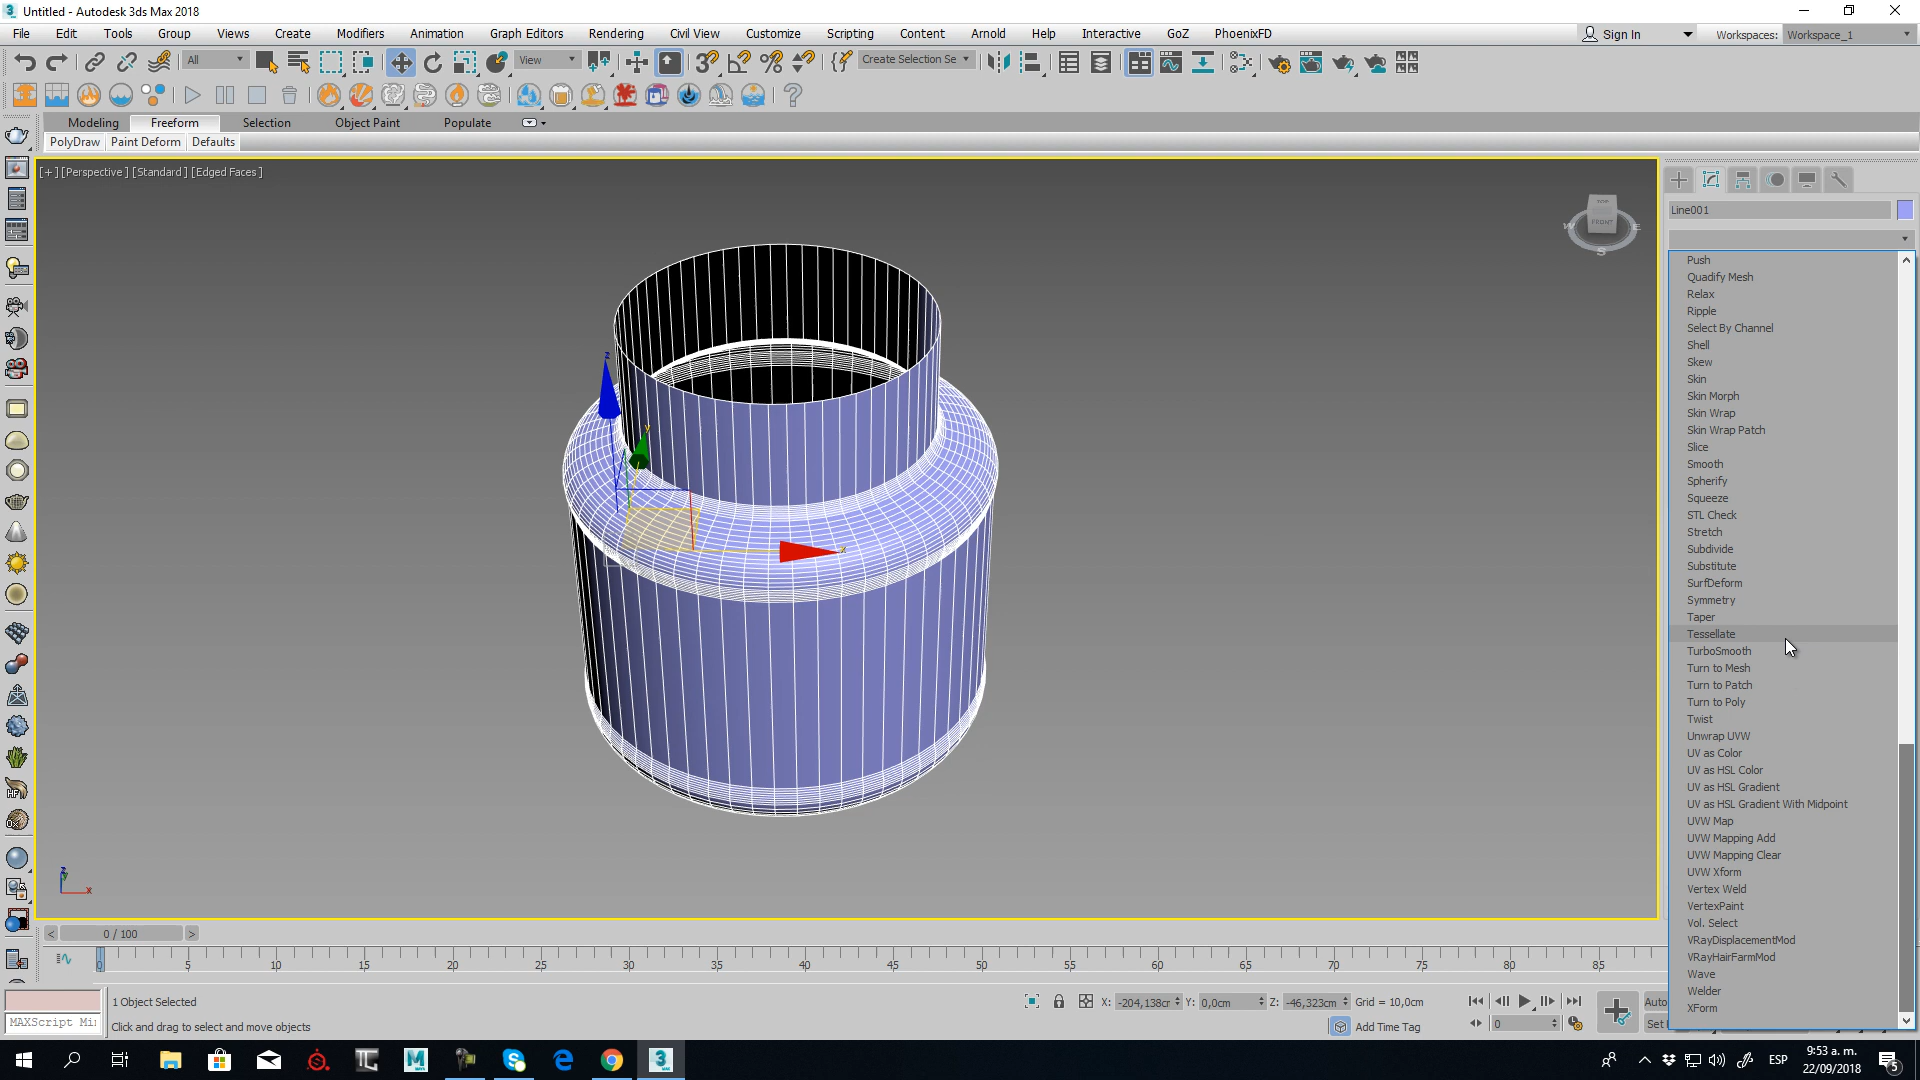 Untitled - Autodesk 3ds Max 2018
File Edit Tools Group Views Create Modifiers Animation Graph Editors Rendering Civil View Customize Scripting Content Arnold Help Interactive GoZ PhoenixFD Sign In Workspaces: Workspace_1
All View Create Selection Se
Modeling Freeform Selection Object Paint Populate
PolyDraw Paint Deform Defaults
[+] [Perspective ] [Standard ] [Edged Faces ]
Line001
TOP
FRONT
W E
S
Push
Quadify Mesh
Relax
Ripple
Select By Channel
Shell
Skew
Skin
Skin Morph
Skin Wrap
Skin Wrap Patch
Slice
Smooth
Spherify
Squeeze
STL Check
Stretch
Subdivide
Substitute
SurfDeform
Symmetry
Taper
Tessellate
TurboSmooth
Turn to Mesh
Turn to Patch
Turn to Poly
Twist
Unwrap UVW
UV as Color
UV as HSL Color
UV as HSL Gradient
UV as HSL Gradient With Midpoint
UVW Map
UVW Mapping Add
UVW Mapping Clear
UVW Xform
Vertex Weld
VertexPaint
Vol. Select
VRayDisplacementMod
VRayHairFarmMod
Wave
Welder
XForm
z
y
x
z
x
< 0 / 100 >
0 5 10 15 20 25 30 35 40 45 50 55 60 65 70 75 80 85
1 Object Selected X: -204,138cm Y: 0,0cm Z: -46,323cm Grid = 10,0cm Auto
MAXScript Mi Click and drag to select and move objects Add Time Tag 0 Set
ESP 9:53 a. m.
22/09/2018 5